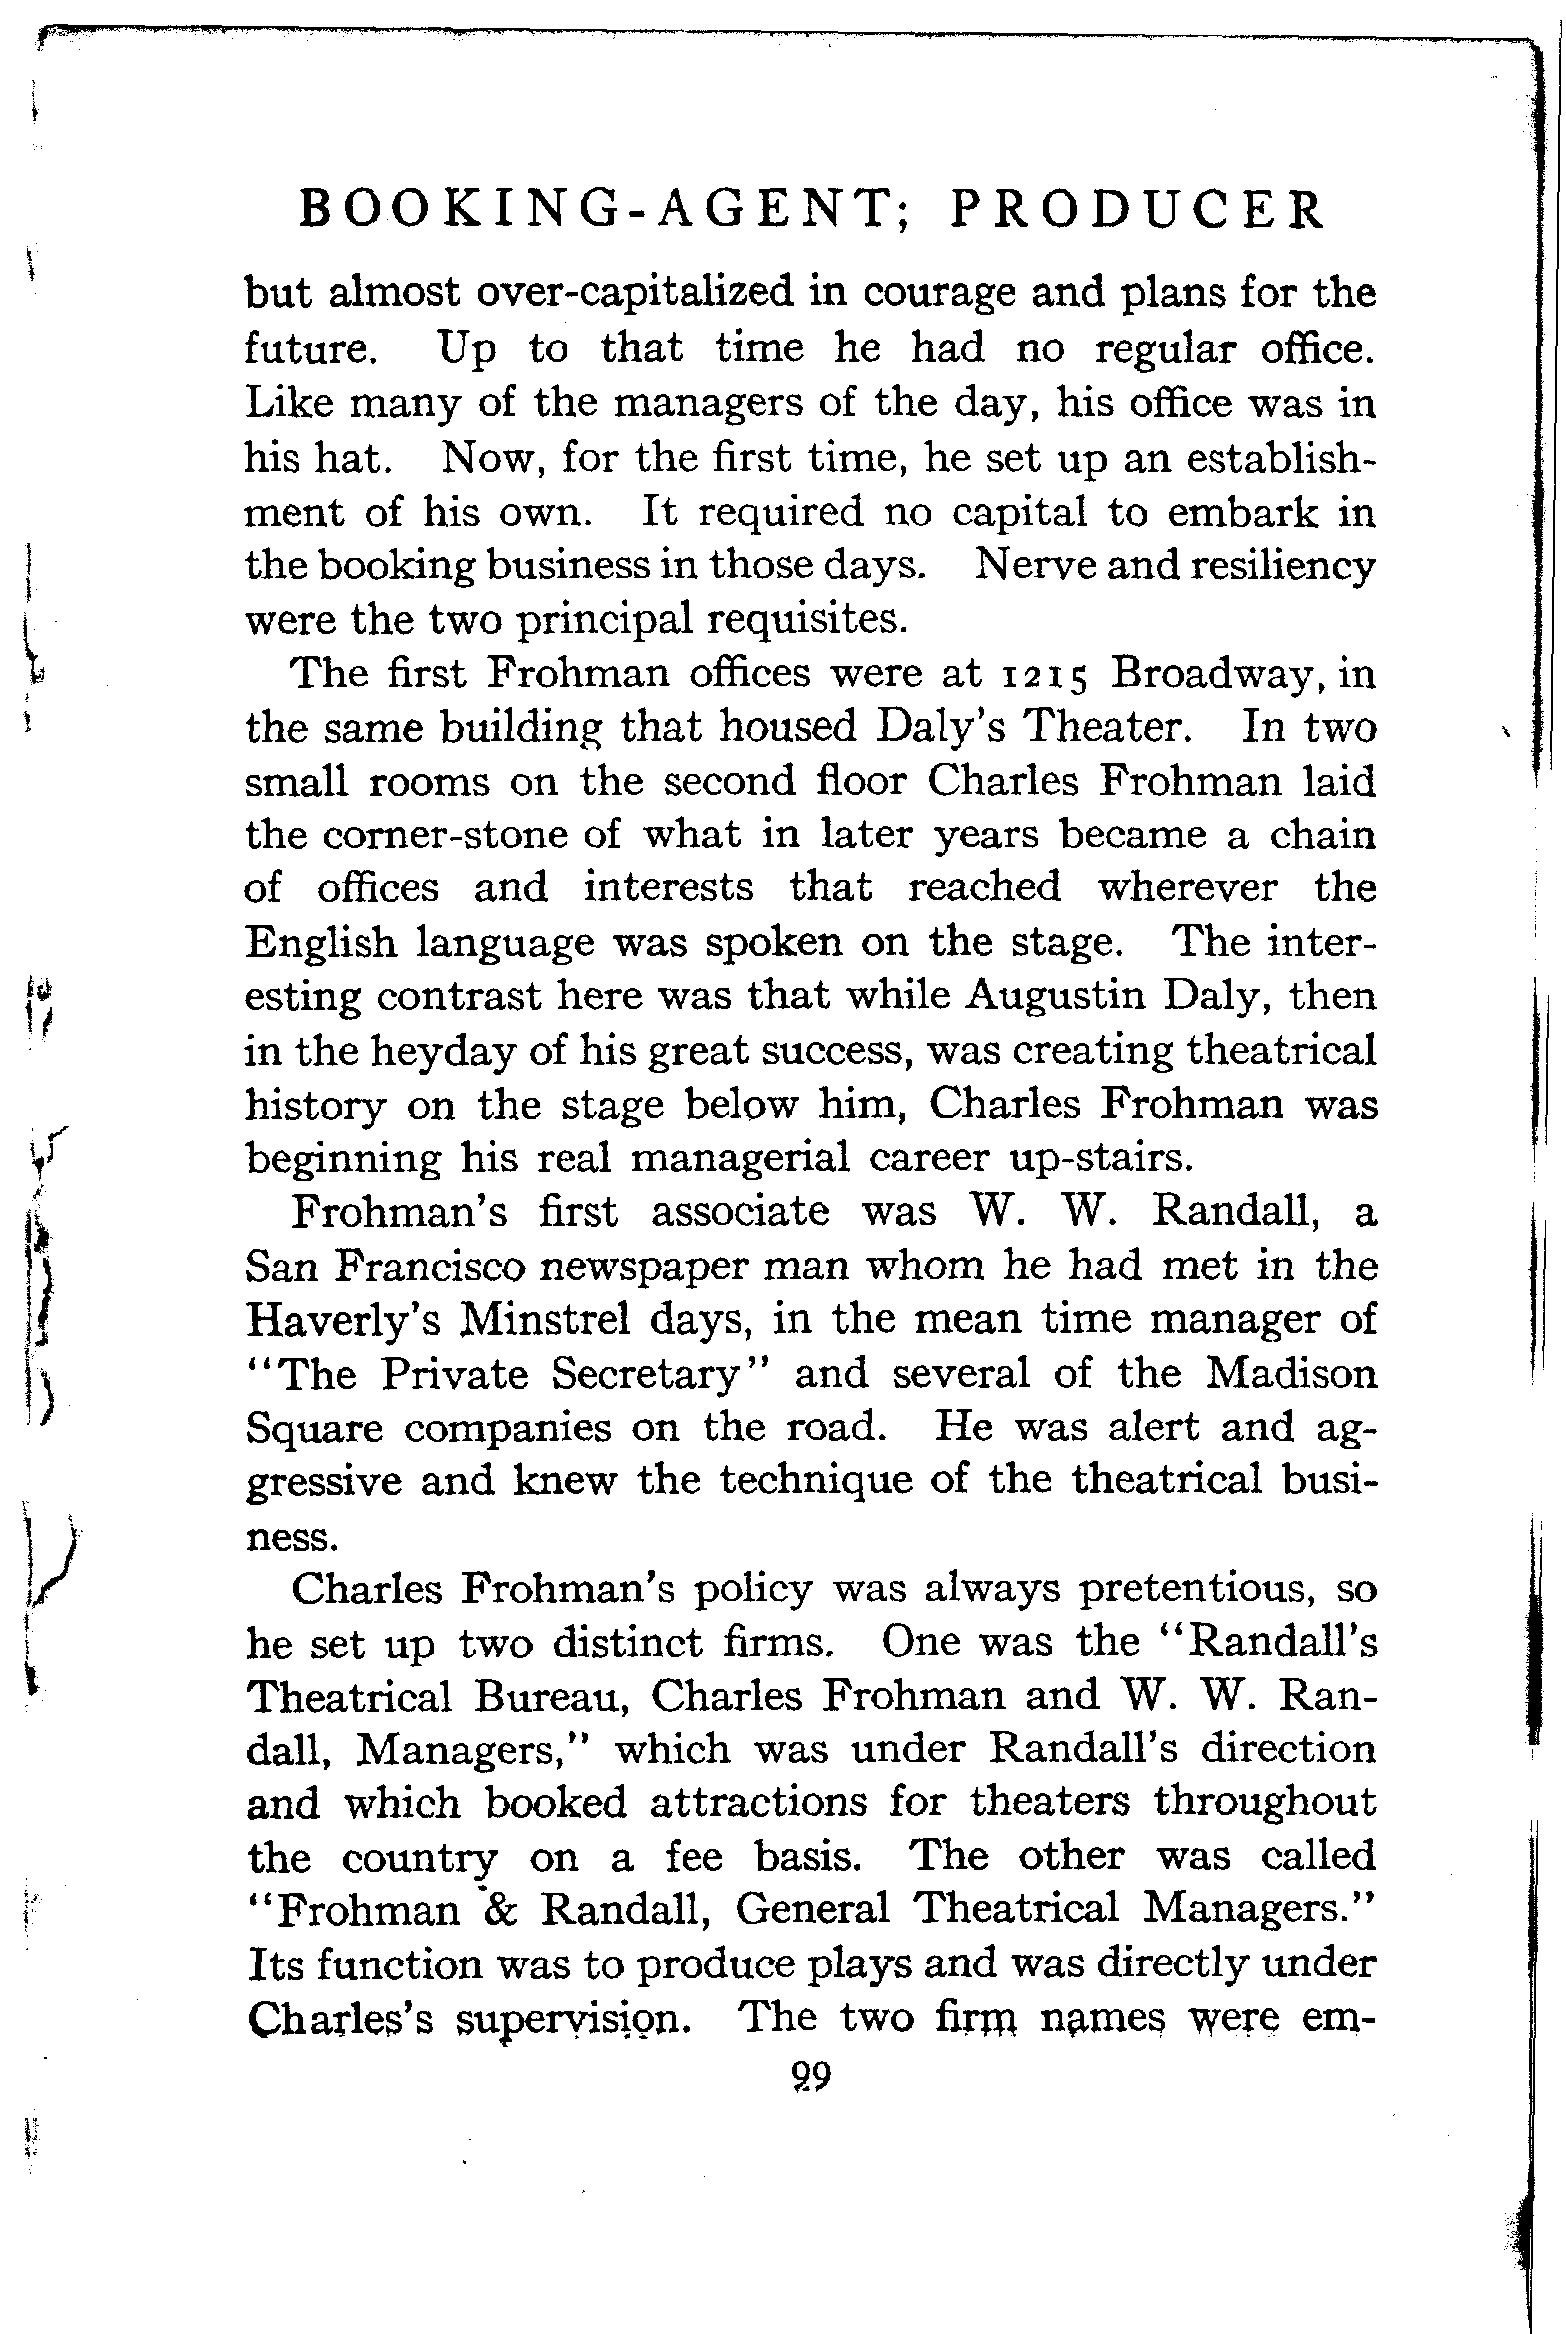 BOOKING-AGENT; PRODUCER
but almost over-capitalized in courage and plans for the
future. Up to that time he had no regular office.
Like many of the managers of the day, his office was in
his hat. Now, for the first time, he set up an establish-
ment of his own. It required no capital to embark in
the booking business in those days. Nerve and resiliency
were the two principal requisites.
The first Frohman offices were at 1215 Broadway, in
the same building that housed Daly's Theater. In two
small rooms on the second floor Charles Frohman laid
the corner-stone of what in later years became a chain
of offices and interests that reached wherever the
English language was spoken on the stage. The inter-
esting contrast here was that while Augustin Daly, then
in the heyday of his great success, was creating theatrical
history on the stage below him, Charles Frohman was
beginning his real managerial career up-stairs.
Frohman's first associate was W. W. Randall, a
San Francisco newspaper man whom he had met in the
Haverly's Minstrel days, in the mean time manager of
"The Private Secretary" and several of the Madison
Square companies on the road. He was alert and ag-
gressive and knew the technique of the theatrical busi-
ness.
Charles Frohman's policy was always pretentious, so
he set up two distinct firms. One was the "Randall's
Theatrical Bureau, Charles Frohman and W. W. Ran-
dall, Managers," which was under Randall's direction
and which booked attractions for theaters throughout
the country on a fee basis. The other was called
"Frohman & Randall, General Theatrical Managers."
Its function was to produce plays and was directly under
Charles's supervision. The two firm names were em-
99